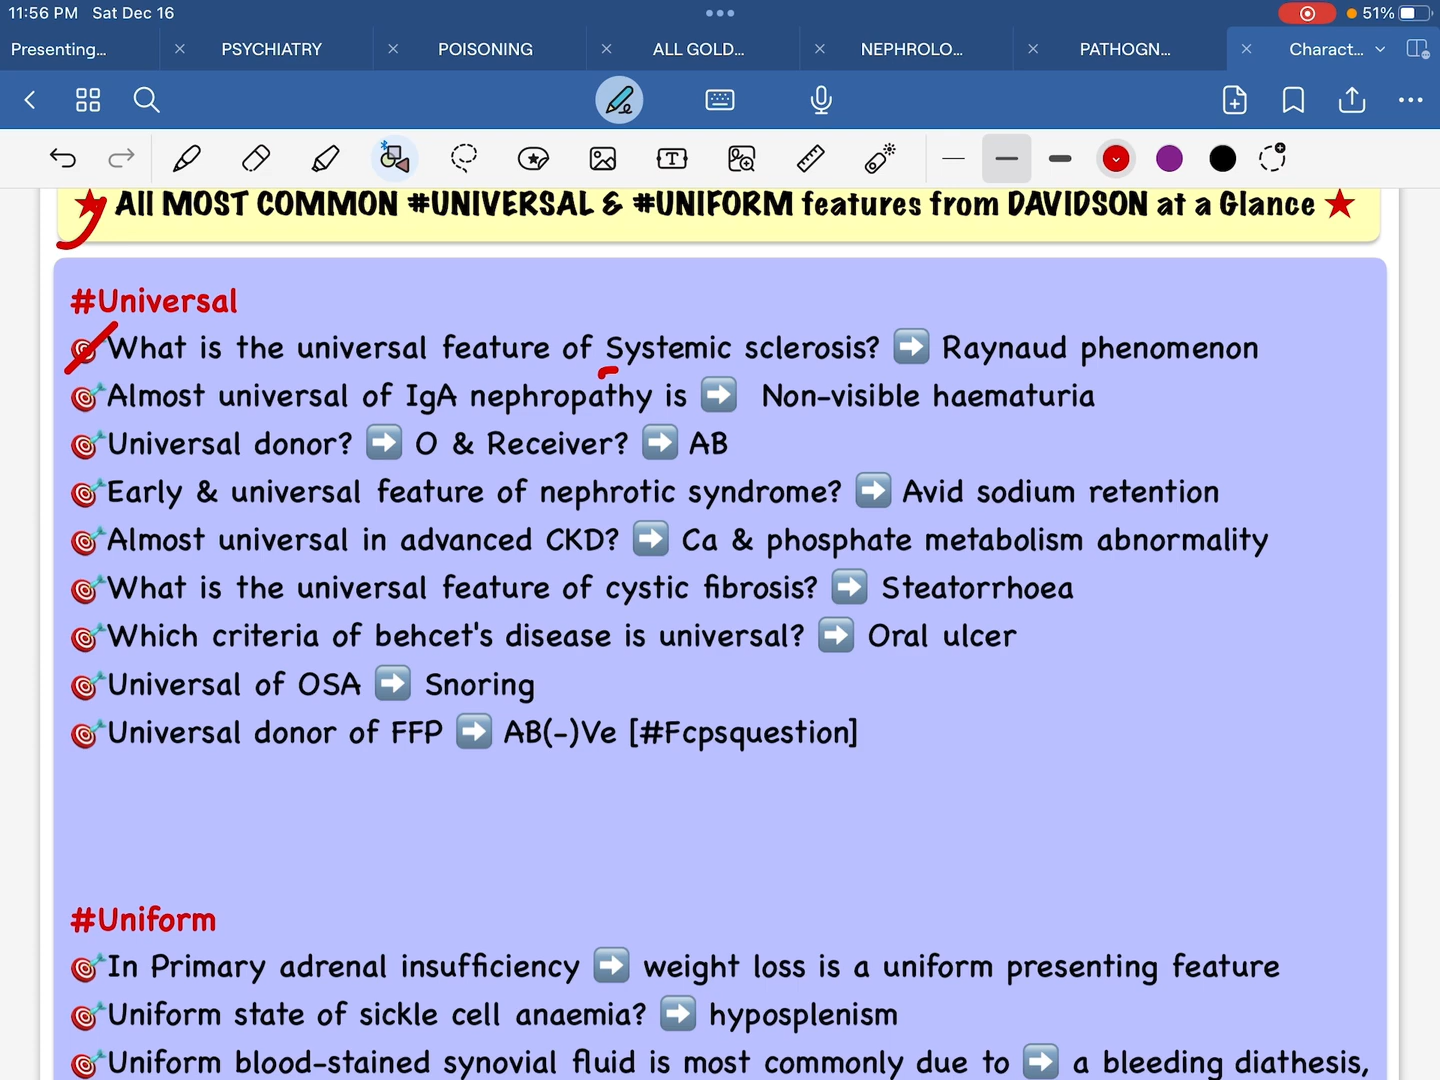 11:56 PM Sat Dec 16 51%
Presenting... PSYCHIATRY POISONING ALL GOLD... NEPHROLO... PATHOGN... Charact...
All MOST COMMON #UNIVERSAL & #UNIFORM features from DAVIDSON at a Glance
#Universal
What is the universal feature of Systemic sclerosis? ➡️ Raynaud phenomenon
Almost universal of IgA nephropathy is ➡️ Non-visible haematuria
Universal donor? ➡️ O & Receiver? ➡️ AB
Early & universal feature of nephrotic syndrome? ➡️ Avid sodium retention
Almost universal in advanced CKD? ➡️ Ca & phosphate metabolism abnormality
What is the universal feature of cystic fibrosis? ➡️ Steatorrhoea
Which criteria of behcet's disease is universal? ➡️ Oral ulcer
Universal of OSA ➡️ Snoring
Universal donor of FFP ➡️ AB(-)Ve [#Fcpsquestion]
#Uniform
In Primary adrenal insufficiency ➡️ weight loss is a uniform presenting feature
Uniform state of sickle cell anaemia? ➡️ hyposplenism
Uniform blood-stained synovial fluid is most commonly due to ➡️ a bleeding diathesis,